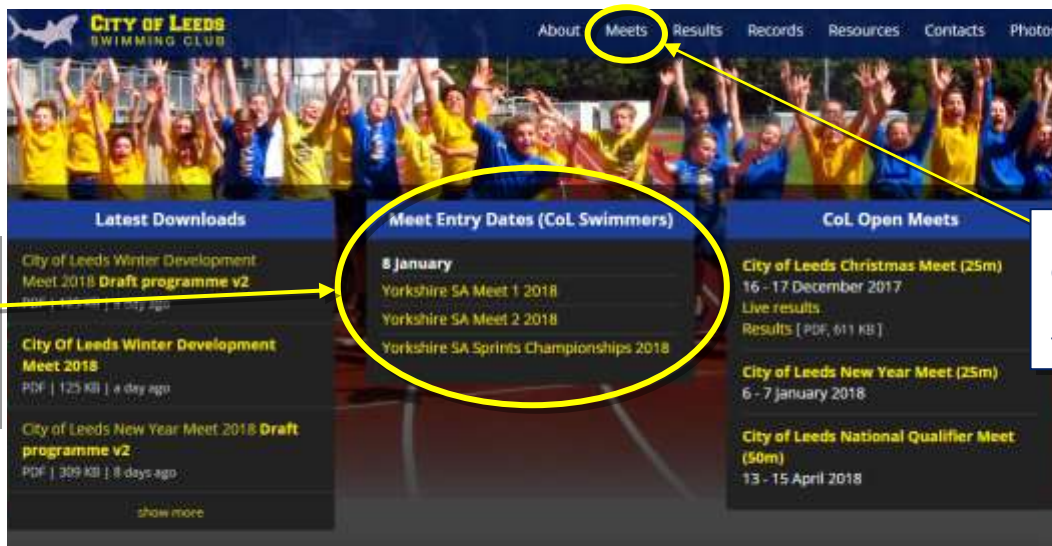 CITY OF LEEDS
SWIMMING CLUB
About Meets Results Records Resources Contacts Photos
Latest Downloads
City of Leeds Winter Development
Meet 2018 Draft programme v2
City Of Leeds Winter Development
Meet 2018
PDF | 125 KB | a day ago
City of Leeds New Year Meet 2018 Draft
programme v2
PDF | 309 KB | 8 days ago
show more
Meet Entry Dates (CoL Swimmers)
8 January
Yorkshire SA Meet 1 2018
Yorkshire SA Meet 2 2018
Yorkshire SA Sprints Championships 2018
CoL Open Meets
City of Leeds Christmas Meet (25m)
16 - 17 December 2017
Live results
Results [ PDF, 611 KB ]
City of Leeds New Year Meet (25m)
6 - 7 January 2018
City of Leeds National Qualifier Meet
(50m)
13 - 15 April 2018